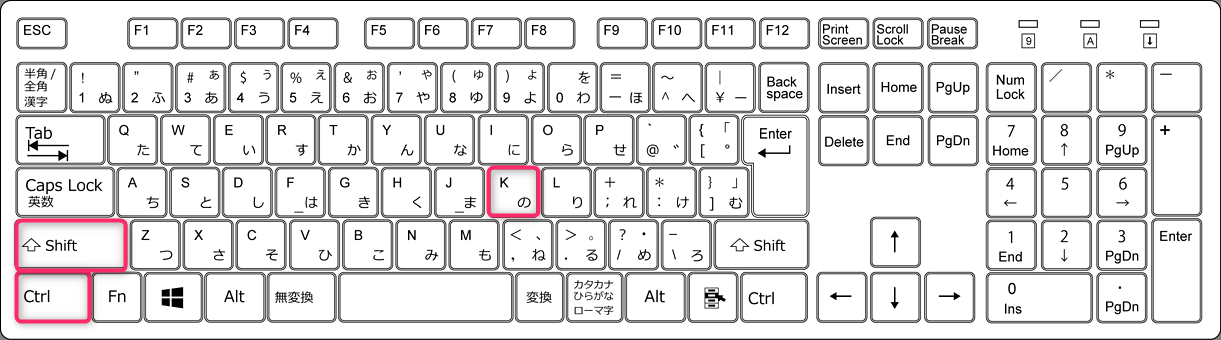 ESC F1 F2 F3 F4 F5 F6 F7 F8 F9 F10 F11 F12 Print Screen Scroll Lock Pause Break 9 A ⬇
半角/全角 漢字 ! 1 ぬ " 2 ふ # ぁ 3 あ $ ぅ 4 う % ぇ 5 え & ぉ 6 お ' ゃ 7 や ( ゅ 8 ゆ ) ょ 9 よ を 0 わ = − ほ ～ ^ へ | ¥ ー Back space Insert Home PgUp Num Lock ／ ＊ －
Tab Q た W て E い R す T か Y ん U な I に O ら P せ ` @ ゛ { 「 [ ゜ Enter Delete End PgDn 7 Home 8 ↑ 9 PgUp +
Caps Lock 英数 A ち S と D し F _は G き H く J _ま K の L り + ; れ * : け } 」 ] む 4 ← 5 6 →
Shift Z つ X さ C そ V ひ B こ N み M も < 、 , ね > 。 . る ? ・ / め _ \ ろ Shift ↑ 1 End 2 ↓ 3 PgDn Enter
Ctrl Fn Alt 無変換 変換 カタカナ ひらがな ローマ字 Alt Ctrl ← ↓ → 0 Ins . PgDn